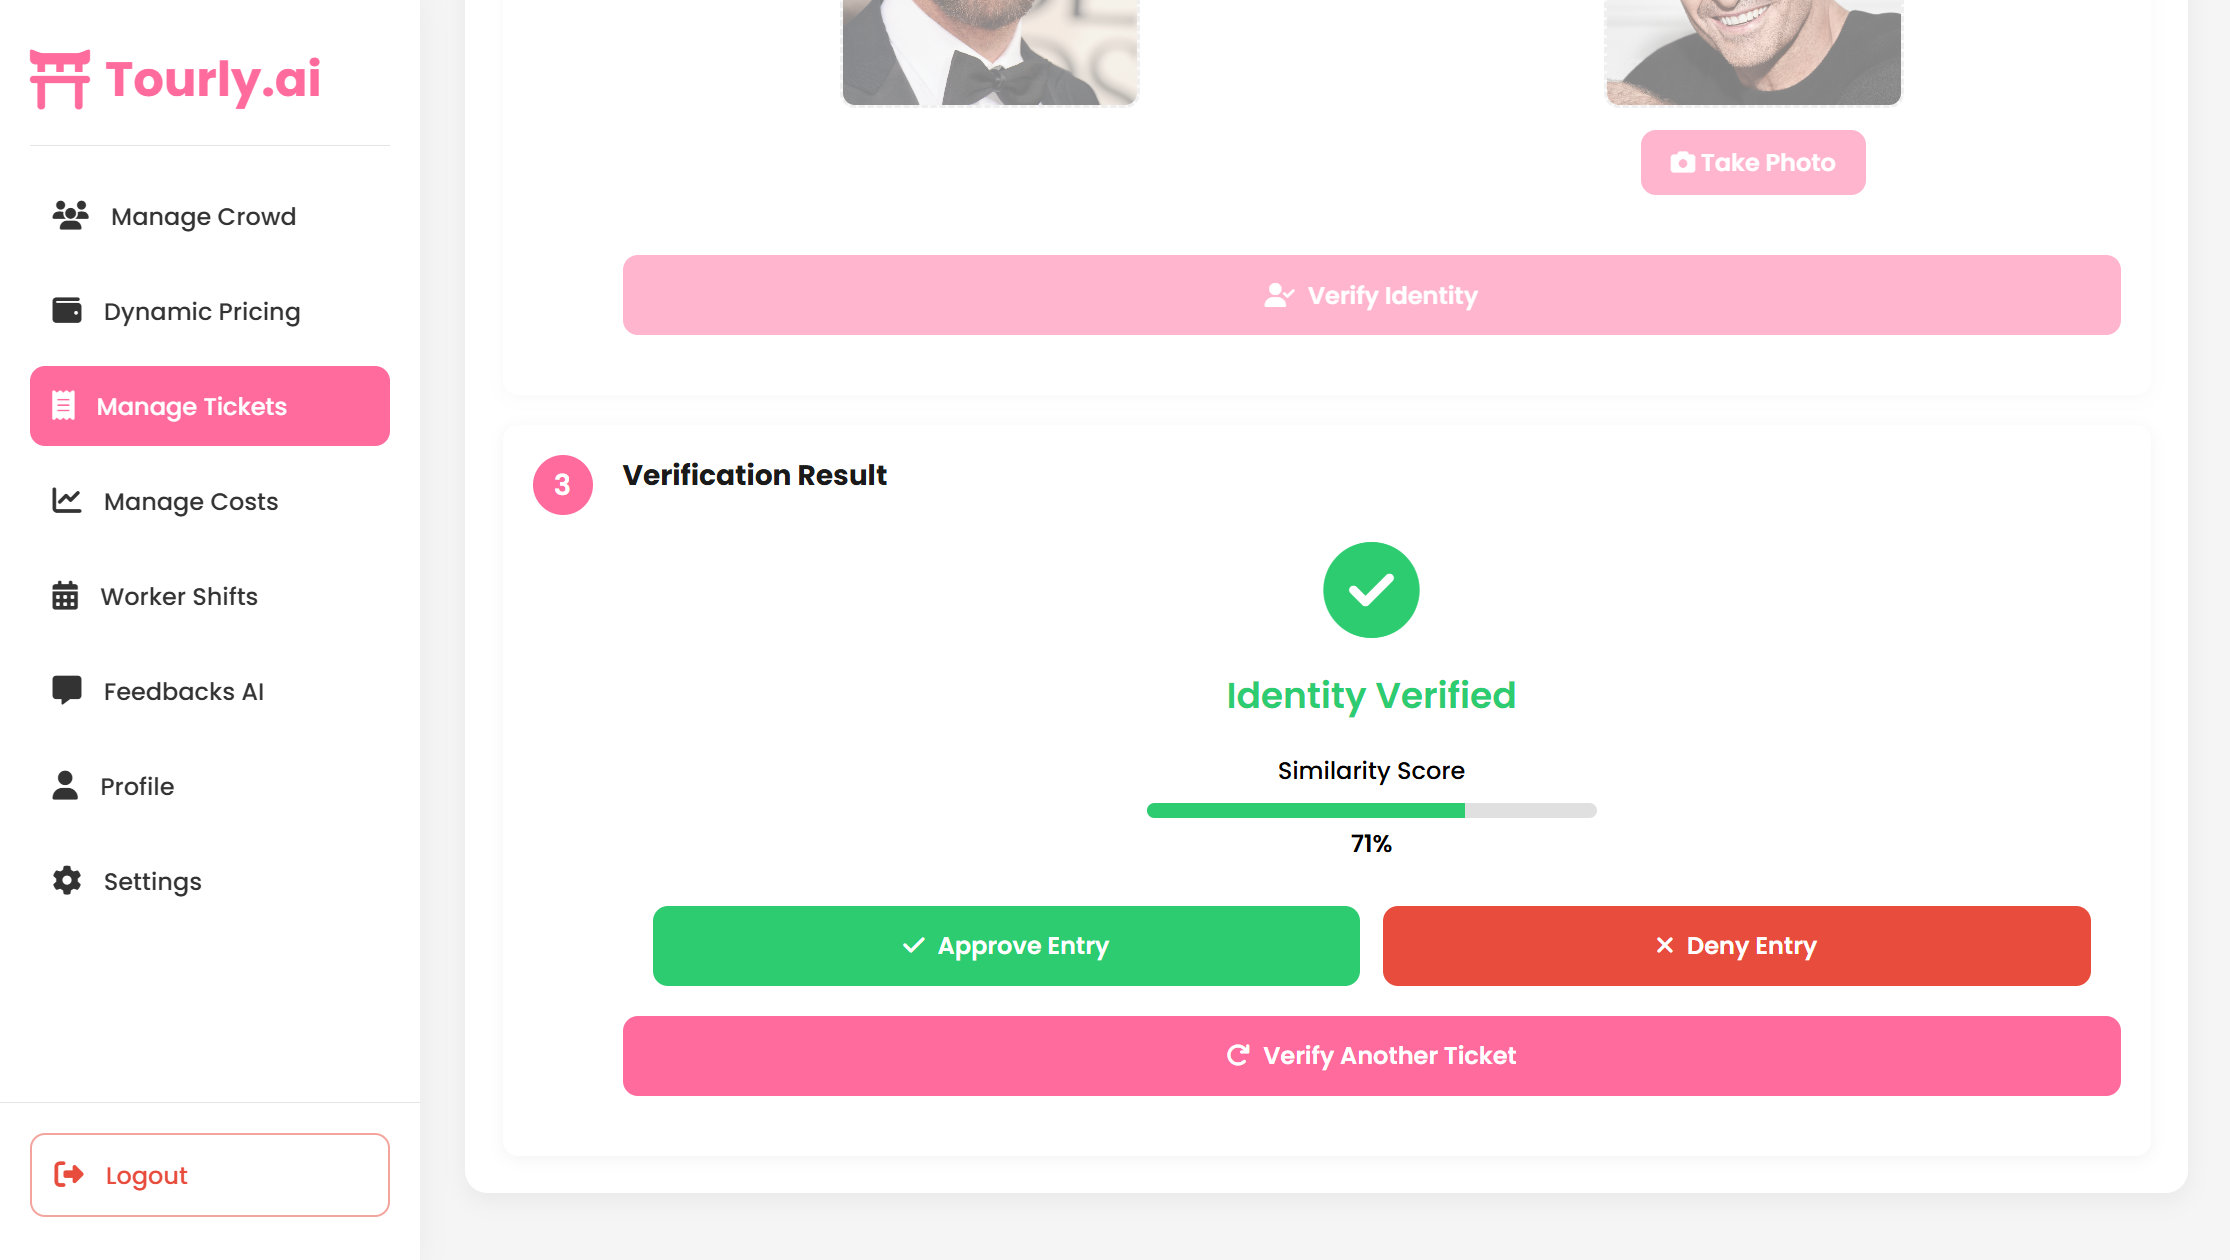 Tourly.ai
Manage Crowd
Dynamic Pricing
Manage Tickets
Manage Costs
Worker Shifts
Feedbacks AI
Profile
Settings
Logout
Take Photo
Verify Identity
3
Verification Result
Identity Verified
Similarity Score
71%
Approve Entry
Deny Entry
Verify Another Ticket